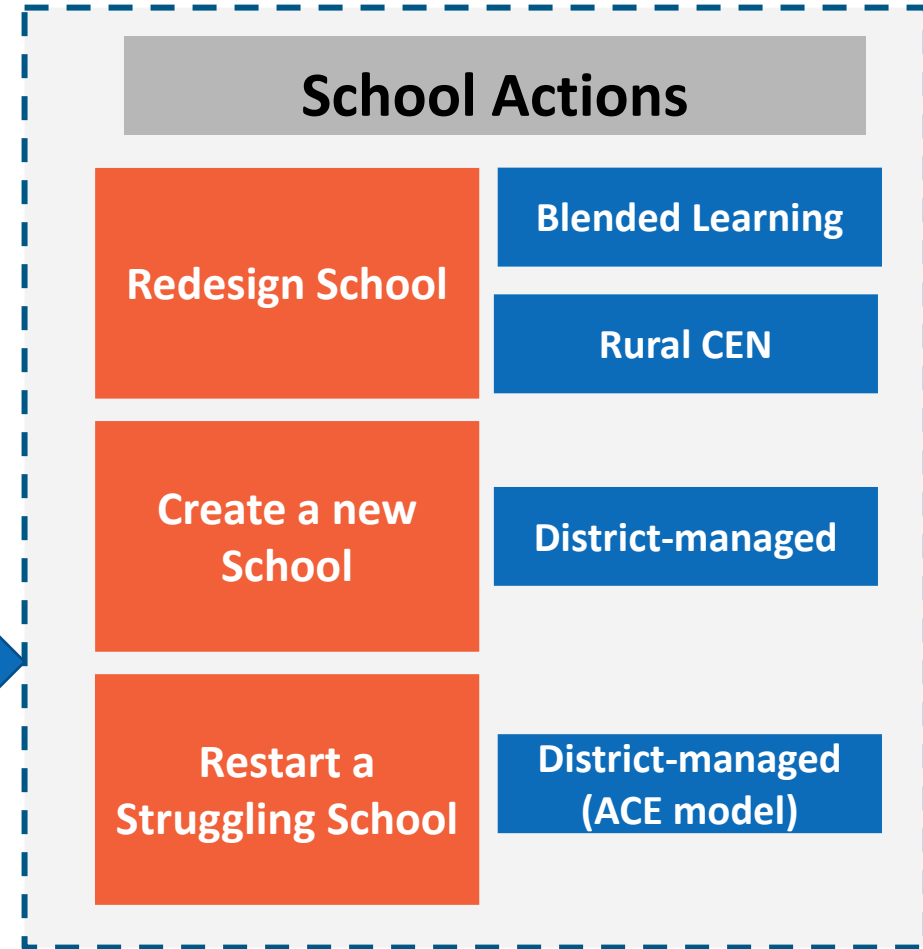 School Actions
Redesign School
Blended Learning
Rural CEN
Create a new
School
District-managed
Restart a
Struggling School
District-managed
(ACE model)